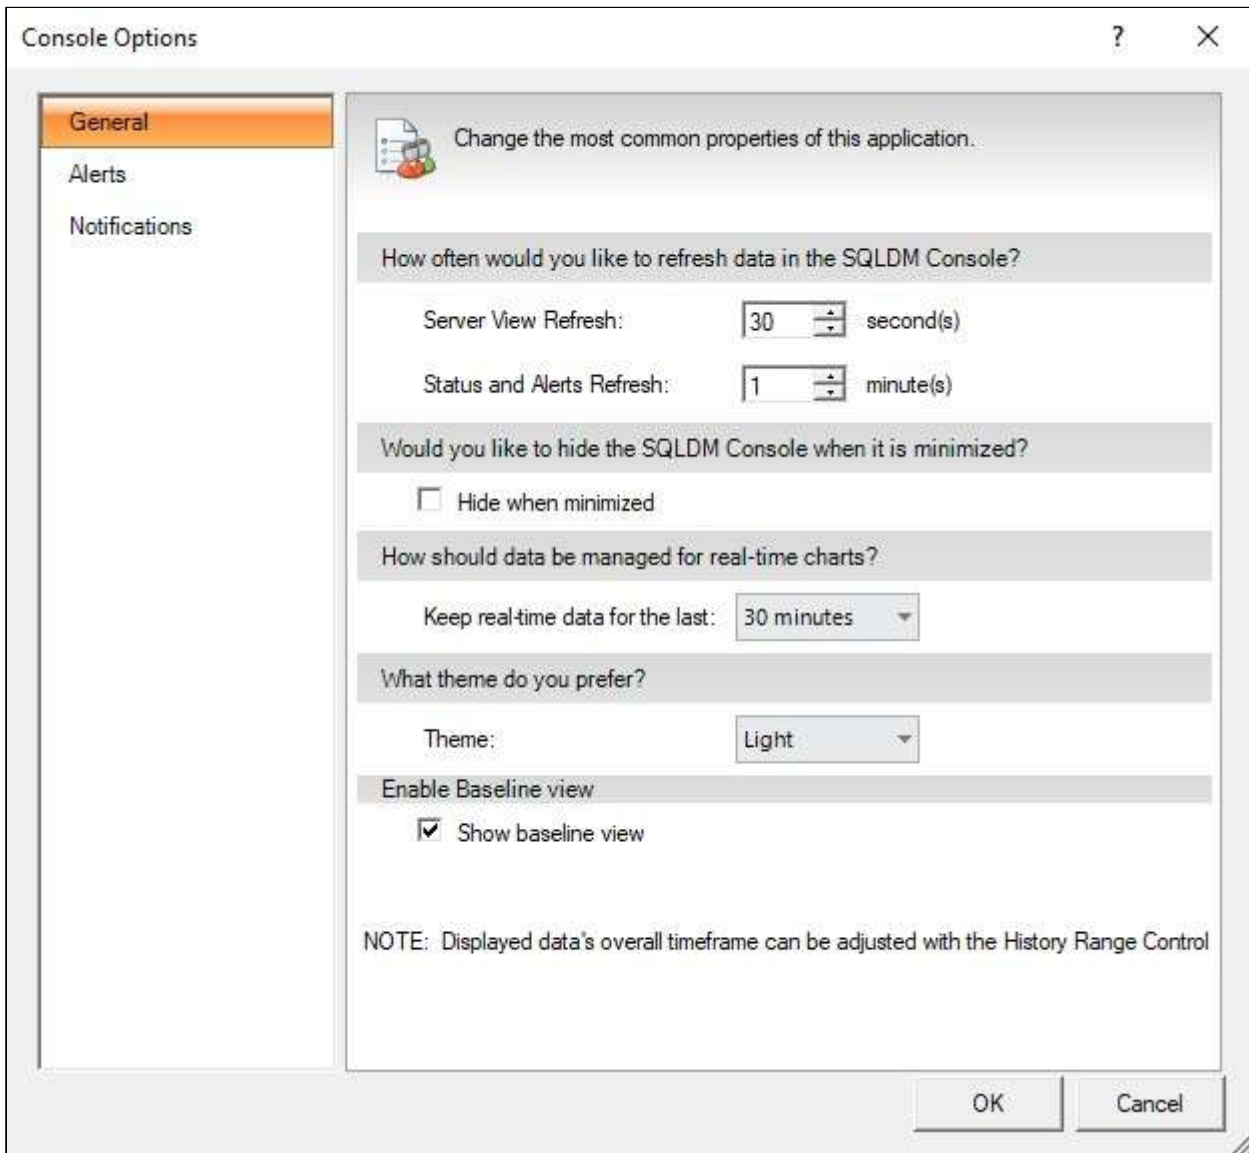 Console Options
?
General
Alerts
Notifications
Change the most common properties of this application.
How often would you like to refresh data in the SQLDM Console?
Server View Refresh: 30 second(s)
Status and Alerts Refresh: 1 minute(s)
Would you like to hide the SQLDM Console when it is minimized?
Hide when minimized
How should data be managed for real-time charts?
Keep real-time data for the last: 30 minutes
What theme do you prefer?
Theme: Light
Enable Baseline view
Show baseline view
NOTE: Displayed data's overall timeframe can be adjusted with the History Range Control
OK Cancel